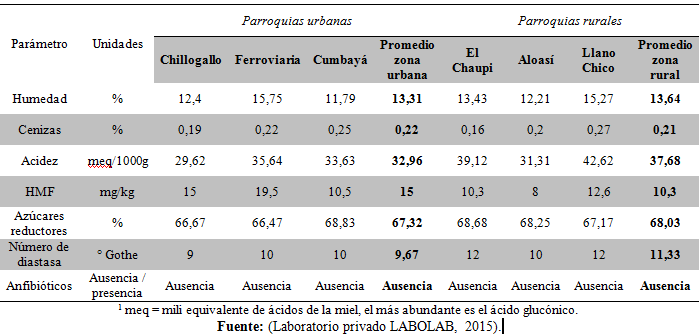 Parroquias urbanas Parroquias rurales
Parámetro Unidades Chillogallo Ferroviaria Cumbayá Promedio zona urbana El Chaupi Aloasí Llano Chico Promedio zona rural
Humedad % 12,4 15,75 11,79 13,31 13,43 12,21 15,27 13,64
Cenizas % 0,19 0,22 0,25 0,22 0,16 0,2 0,27 0,21
Acidez meq/1000g 29,62 35,64 33,63 32,96 39,12 31,31 42,62 37,68
HMF mg/kg 15 19,5 10,5 15 10,3 8 12,6 10,3
Azúcares reductores % 66,67 66,47 68,83 67,32 68,68 68,25 67,17 68,03
Número de diastasa ° Gothe 9 10 10 9,67 12 10 12 11,33
Anfibióticos Ausencia / presencia Ausencia Ausencia Ausencia Ausencia Ausencia Ausencia Ausencia Ausencia
1 meq = mili equivalente de ácidos de la miel, el más abundante es el ácido glucónico.
Fuente: (Laboratorio privado LABOLAB, 2015).